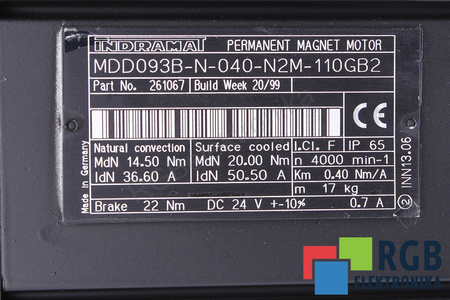 INDRAMAT PERMANENT MAGNET MOTOR
MDD093B-N-040-N2M-110GB2
Part No. 261067 Build Week 20/99
CE
Natural convection Surface cooled I.Cl. F IP 65
MdN 14.50 Nm MdN 20.00 Nm n 4000 min-1
IdN 36.60 A IdN 50.50 A Km 0.40 Nm/A
m 17 kg
Brake 22 Nm DC 24 V +-10% 0.7 A
Made in Germany
2 INN13.06
RGB
ELEKTRONIKA